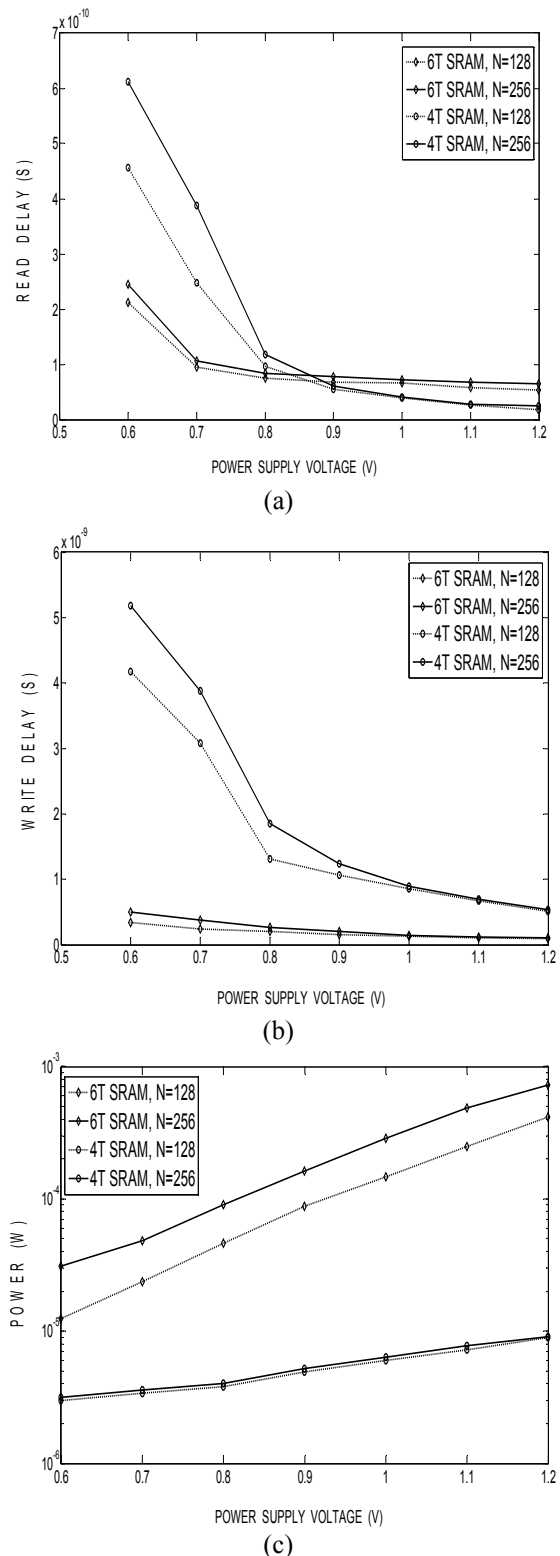 ×10⁻¹⁰
7
6
5
4
3
2
1
0
0.5 0.6 0.7 0.8 0.9 1 1.1 1.2
READ DELAY (S)
POWER SUPPLY VOLTAGE (V)
6T SRAM, N=128
6T SRAM, N=256
4T SRAM, N=128
4T SRAM, N=256
(a)
×10⁻⁹
6
5
4
3
2
1
0
0.5 0.6 0.7 0.8 0.9 1 1.1 1.2
WRITE DELAY (S)
POWER SUPPLY VOLTAGE (V)
6T SRAM, N=128
6T SRAM, N=256
4T SRAM, N=128
4T SRAM, N=256
(b)
10⁻³
10⁻⁴
10⁻⁵
10⁻⁶
0.6 0.7 0.8 0.9 1 1.1 1.2
POWER (W)
POWER SUPPLY VOLTAGE (V)
6T SRAM, N=128
6T SRAM, N=256
4T SRAM, N=128
4T SRAM, N=256
(c)